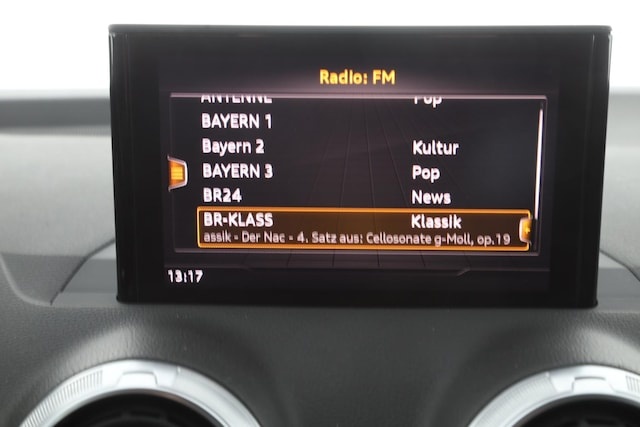 Radio: FM
ANTENNE Pop
BAYERN 1
Bayern 2 Kultur
BAYERN 3 Pop
BR24 News
BR-KLASS Klassik
assik - Der Nac - 4. Satz aus: Cellosonate g-Moll, op.19
13:17